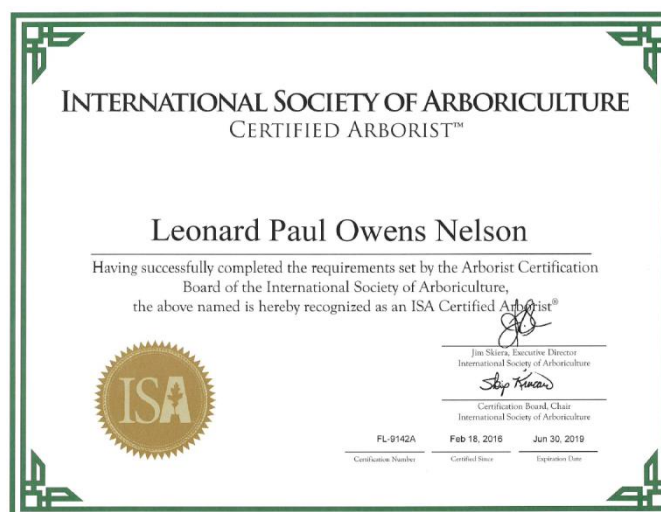 INTERNATIONAL SOCIETY OF ARBORICULTURE
CERTIFIED ARBORIST™
Leonard Paul Owens Nelson
Having successfully completed the requirements set by the Arborist Certification
Board of the International Society of Arboriculture,
the above named is hereby recognized as an ISA Certified Arborist®
Jim Skiera, Executive Director
International Society of Arboriculture
Skip Kincaid
Certification Board, Chair
International Society of Arboriculture
ISA
FL-9142A Feb 18, 2016 Jun 30, 2019
Certification Number Certified Since Expiration Date